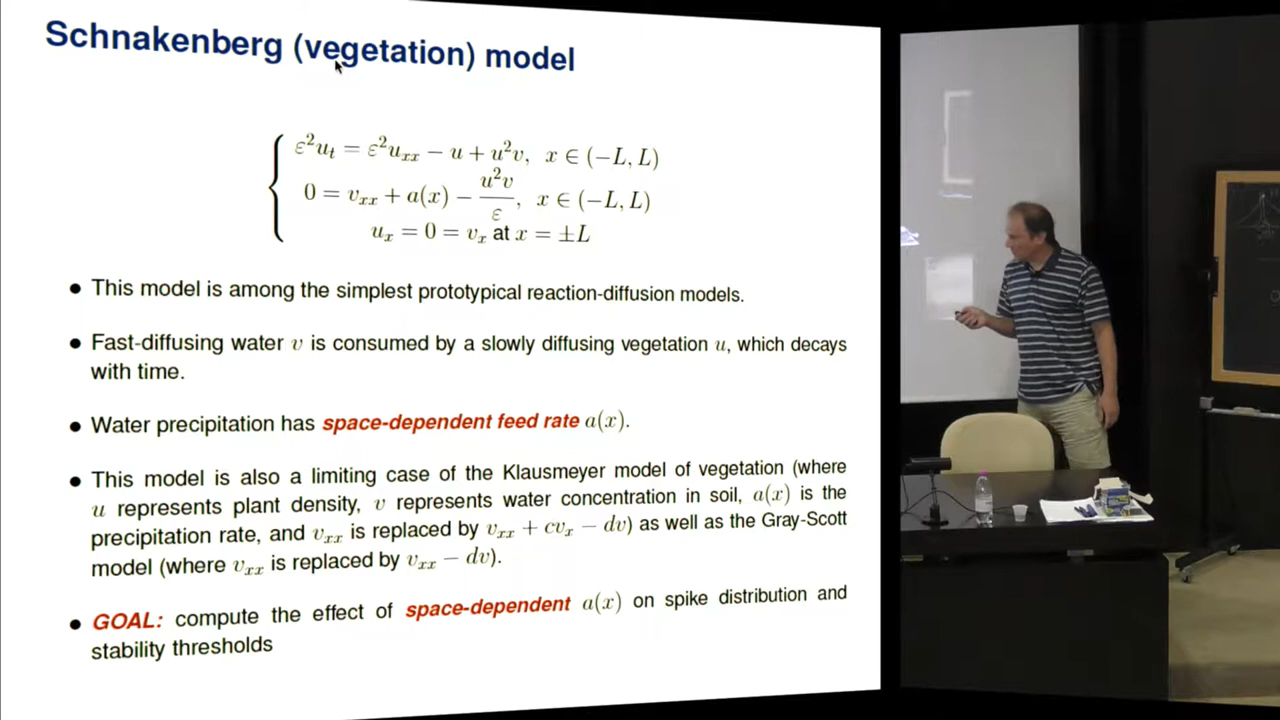 Schnakenberg (vegetation) model
ε²u_t = ε²u_xx − u + u²v, x ∈ (−L, L)
0 = v_xx + a(x) − u²v/ε, x ∈ (−L, L)
u_x = 0 = v_x at x = ±L
● This model is among the simplest prototypical reaction-diffusion models.
● Fast-diffusing water v is consumed by a slowly diffusing vegetation u, which decays
with time.
● Water precipitation has space-dependent feed rate a(x).
● This model is also a limiting case of the Klausmeyer model of vegetation (where
u represents plant density, v represents water concentration in soil, a(x) is the
precipitation rate, and v_xx is replaced by v_xx + cv_x − dv) as well as the Gray-Scott
model (where v_xx is replaced by v_xx − dv).
● GOAL: compute the effect of space-dependent a(x) on spike distribution and
stability thresholds